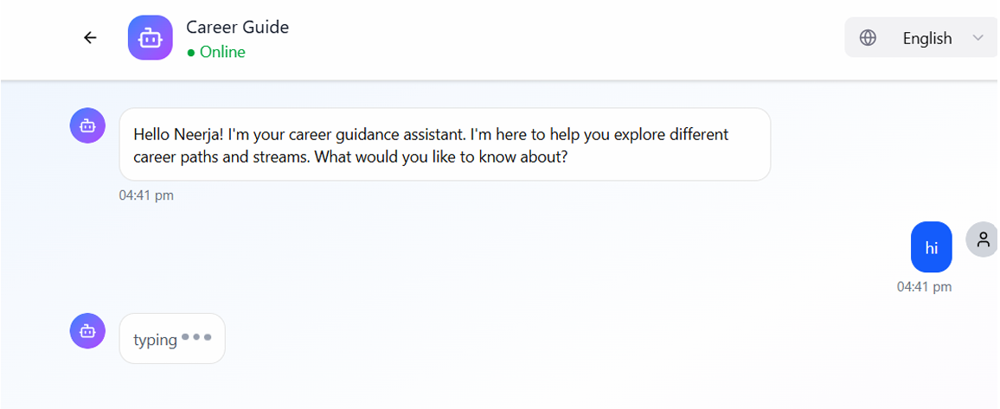 Career Guide
Online
English
Hello Neerja! I'm your career guidance assistant. I'm here to help you explore different
career paths and streams. What would you like to know about?
04:41 pm
hi
04:41 pm
typing